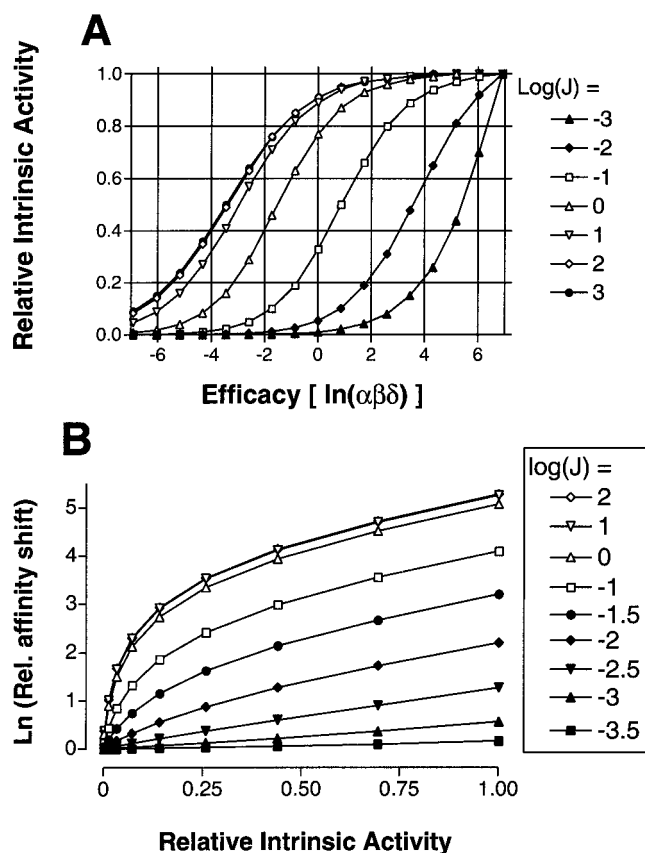 A
Relative Intrinsic Activity
1.0
0.8
0.6
0.4
0.2
0.0
-6 -4 -2 0 2 4 6
Efficacy [ ln(αβδ) ]
Log(J) =
-3
-2
-1
0
1
2
3
B
Ln (Rel. affinity shift)
5
4
3
2
1
0
0 0.25 0.50 0.75 1.00
Relative Intrinsic Activity
log(J) =
2
1
0
-1
-1.5
-2
-2.5
-3
-3.5